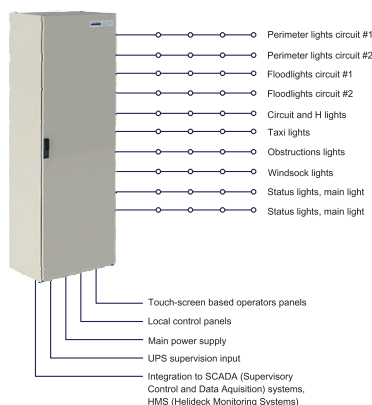 Perimeter lights circuit #1
Perimeter lights circuit #2
Floodlights circuit #1
Floodlights circuit #2
Circuit and H lights
Taxi lights
Obstructions lights
Windsock lights
Status lights, main light
Status lights, main light
Touch-screen based operators panels
Local control panels
Main power supply
UPS supervision input
Integration to SCADA (Supervisory
Control and Data Aquisition) systems,
HMS (Helideck Monitoring Systems)